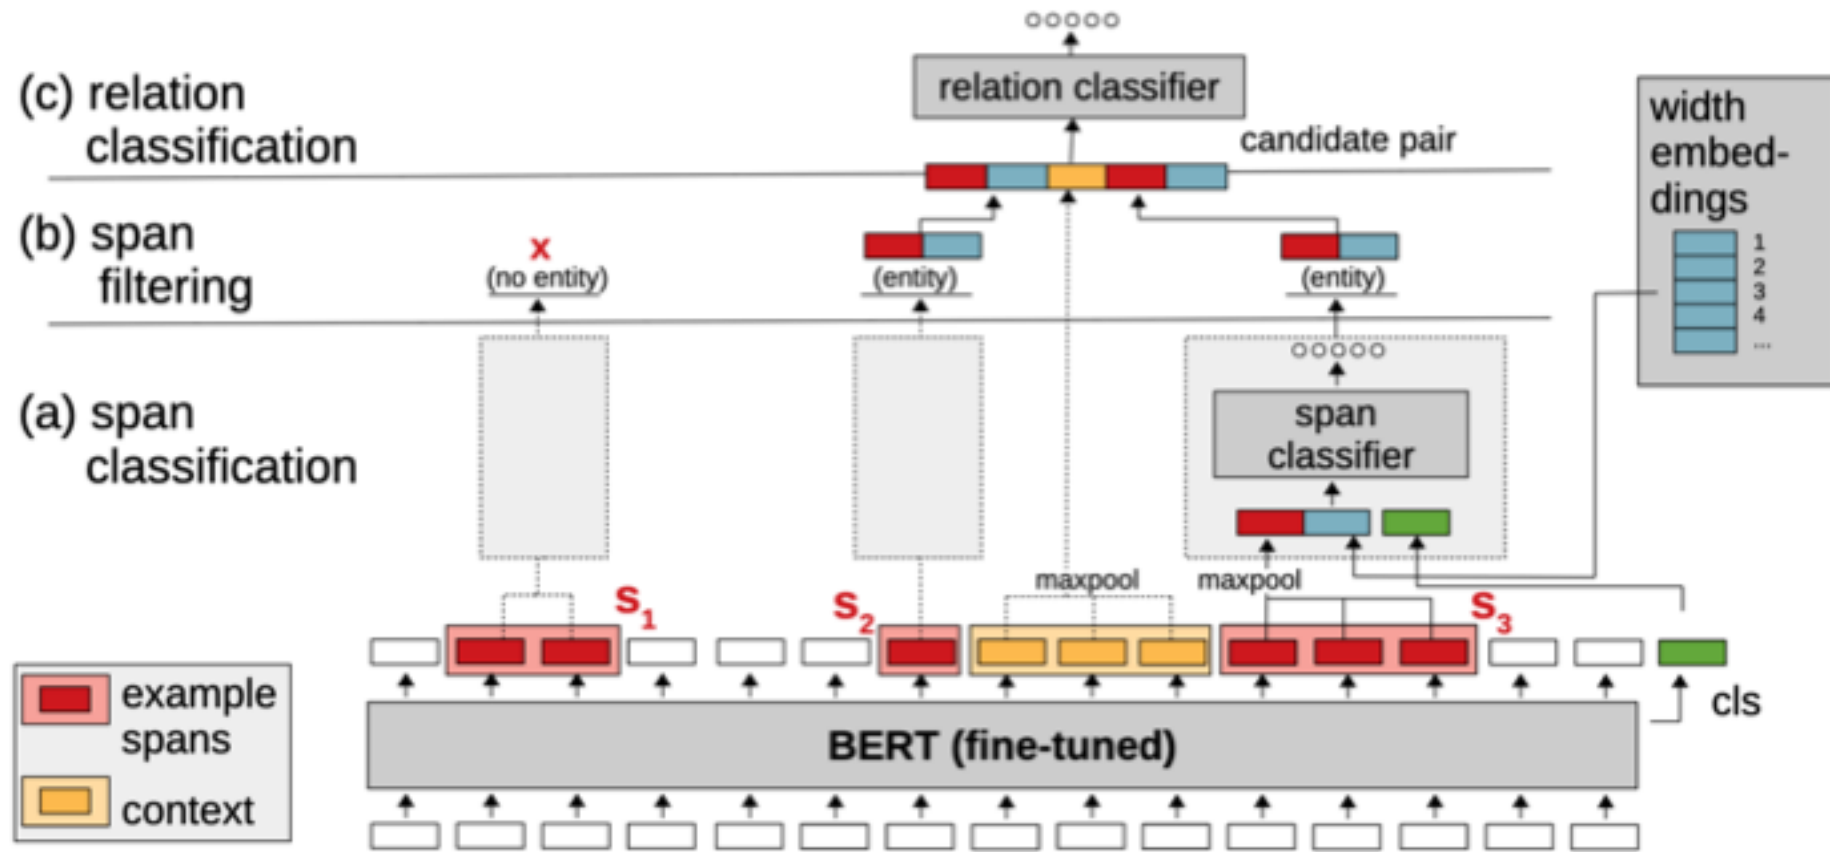 (c) relation
classification
relation classifier
candidate pair
width
embed-
dings
1
2
3
4
...
(b) span
filtering
x
(no entity)
(entity)
(entity)
(a) span
classification
span
classifier
maxpool
maxpool
s1
s2
s3
cls
BERT (fine-tuned)
example
spans
context